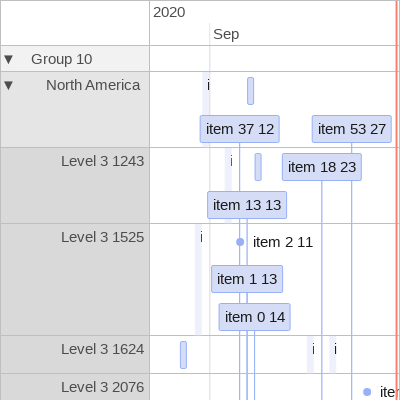 2020
Sep
▼ Group 10
▼ North America
i
item 37 12
item 53 27
Level 3 1243
i
item 18 23
item 13 13
Level 3 1525
i
item 2 11
item 1 13
item 0 14
Level 3 1624
i
i
Level 3 2076